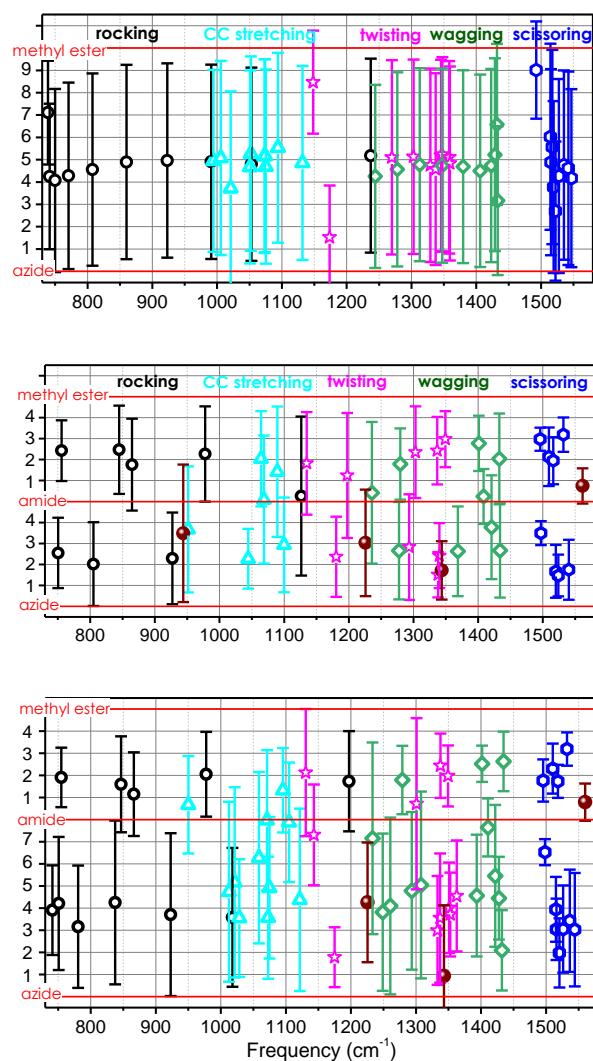 rocking CC stretching twisting wagging scissoring
methyl ester
9
8
7
6
5
4
3
2
1
azide
800 900 1000 1100 1200 1300 1400 1500
rocking CC stretching twisting wagging scissoring
methyl ester
4
3
2
1
amide
4
3
2
1
azide
800 900 1000 1100 1200 1300 1400 1500
methyl ester
4
3
2
1
amide
7
6
5
4
3
2
1
azide
800 900 1000 1100 1200 1300 1400 1500
Frequency (cm⁻¹)